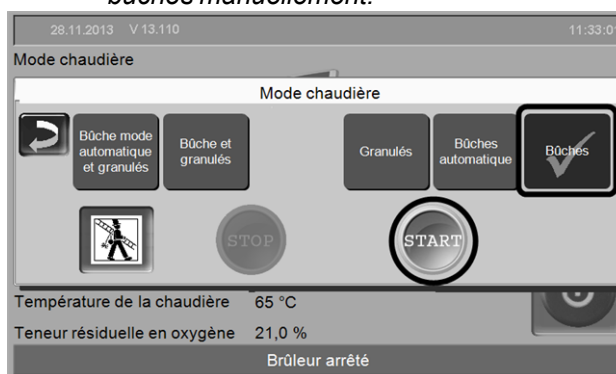 bûches manuellement.
28.11.2013 V 13.110 11:33:01
Mode chaudière
Mode chaudière
Bûche mode
automatique
et granulés
Bûche et
granulés
Granulés
Bûches
automatique
Bûches
STOP
START
Température de la chaudière 65 °C
Teneur résiduelle en oxygène 21,0 %
Brûleur arrêté